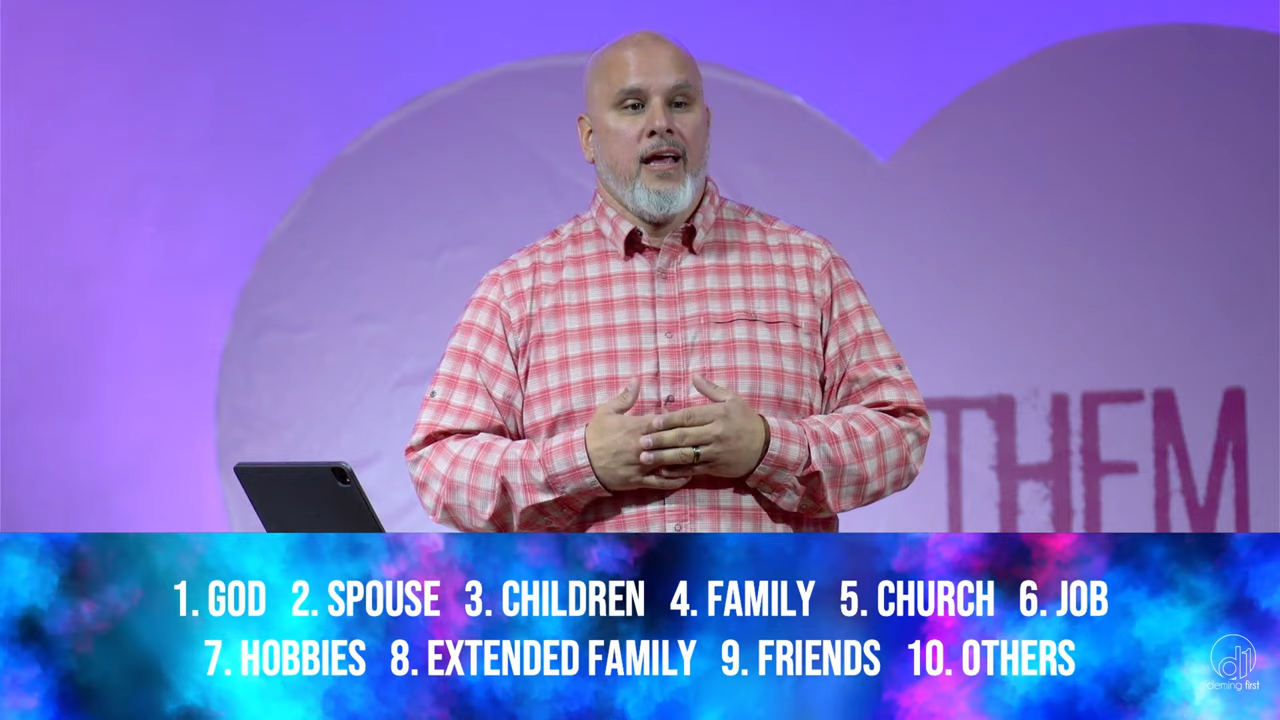 THEM
1. GOD 2. SPOUSE 3. CHILDREN 4. FAMILY 5. CHURCH 6. JOB
7. HOBBIES 8. EXTENDED FAMILY 9. FRIENDS 10. OTHERS
d1
deming first